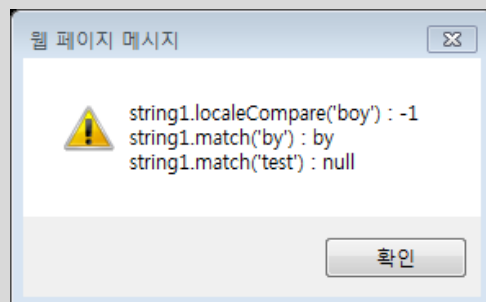 웹 페이지 메시지
string1.localeCompare('boy') : -1
string1.match('by') : by
string1.match('test') : null
확인